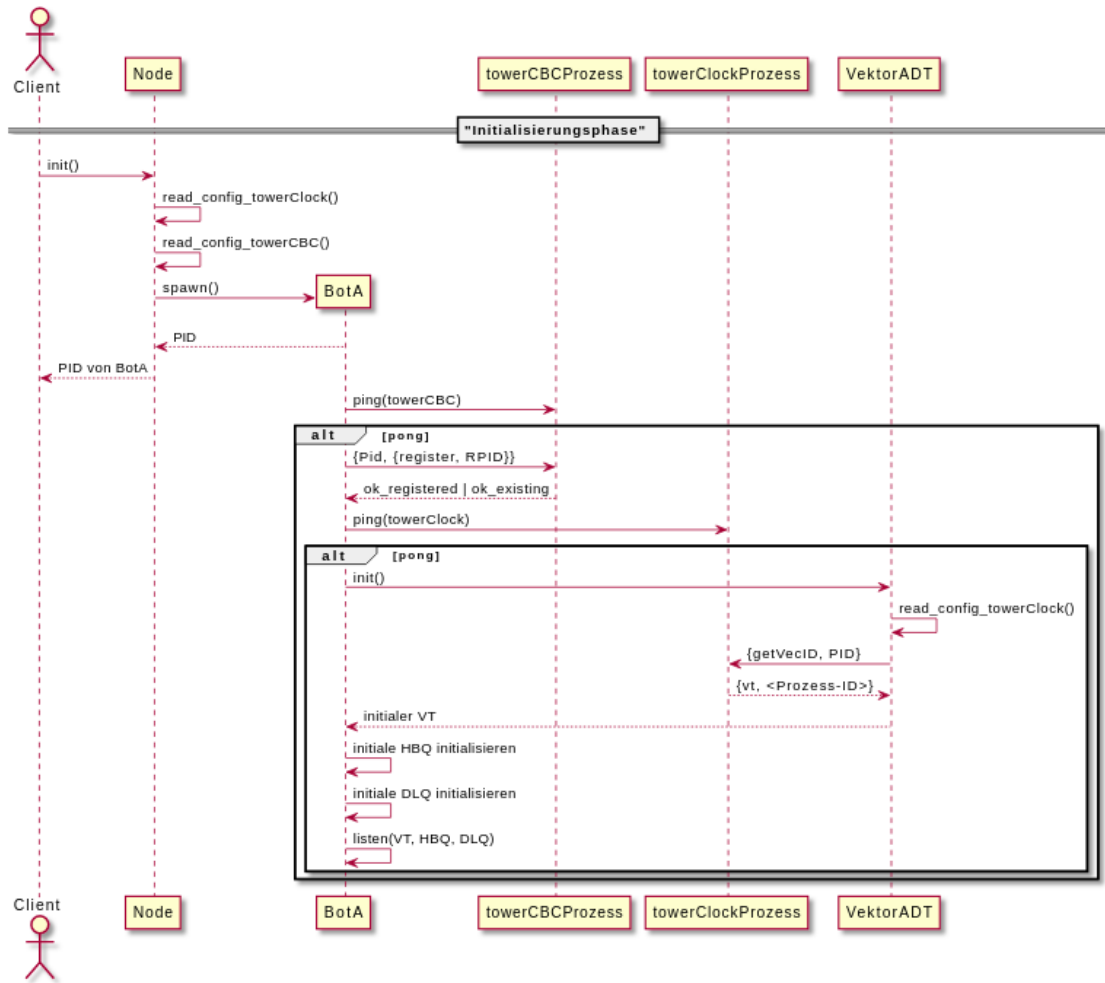 Client
Node
towerCBCProzess
towerClockProzess
VektorADT
"Initialisierungsphase"
init()
read_config_towerClock()
read_config_towerCBC()
spawn()
BotA
PID
PID von BotA
ping(towerCBC)
alt [pong]
{Pid, {register, RPID}}
ok_registered | ok_existing
ping(towerClock)
alt [pong]
init()
read_config_towerClock()
{getVecID, PID}
{vt, <Prozess-ID>}
initialer VT
initiale HBQ initialisieren
initiale DLQ initialisieren
listen(VT, HBQ, DLQ)
Client
Node
BotA
towerCBCProzess
towerClockProzess
VektorADT